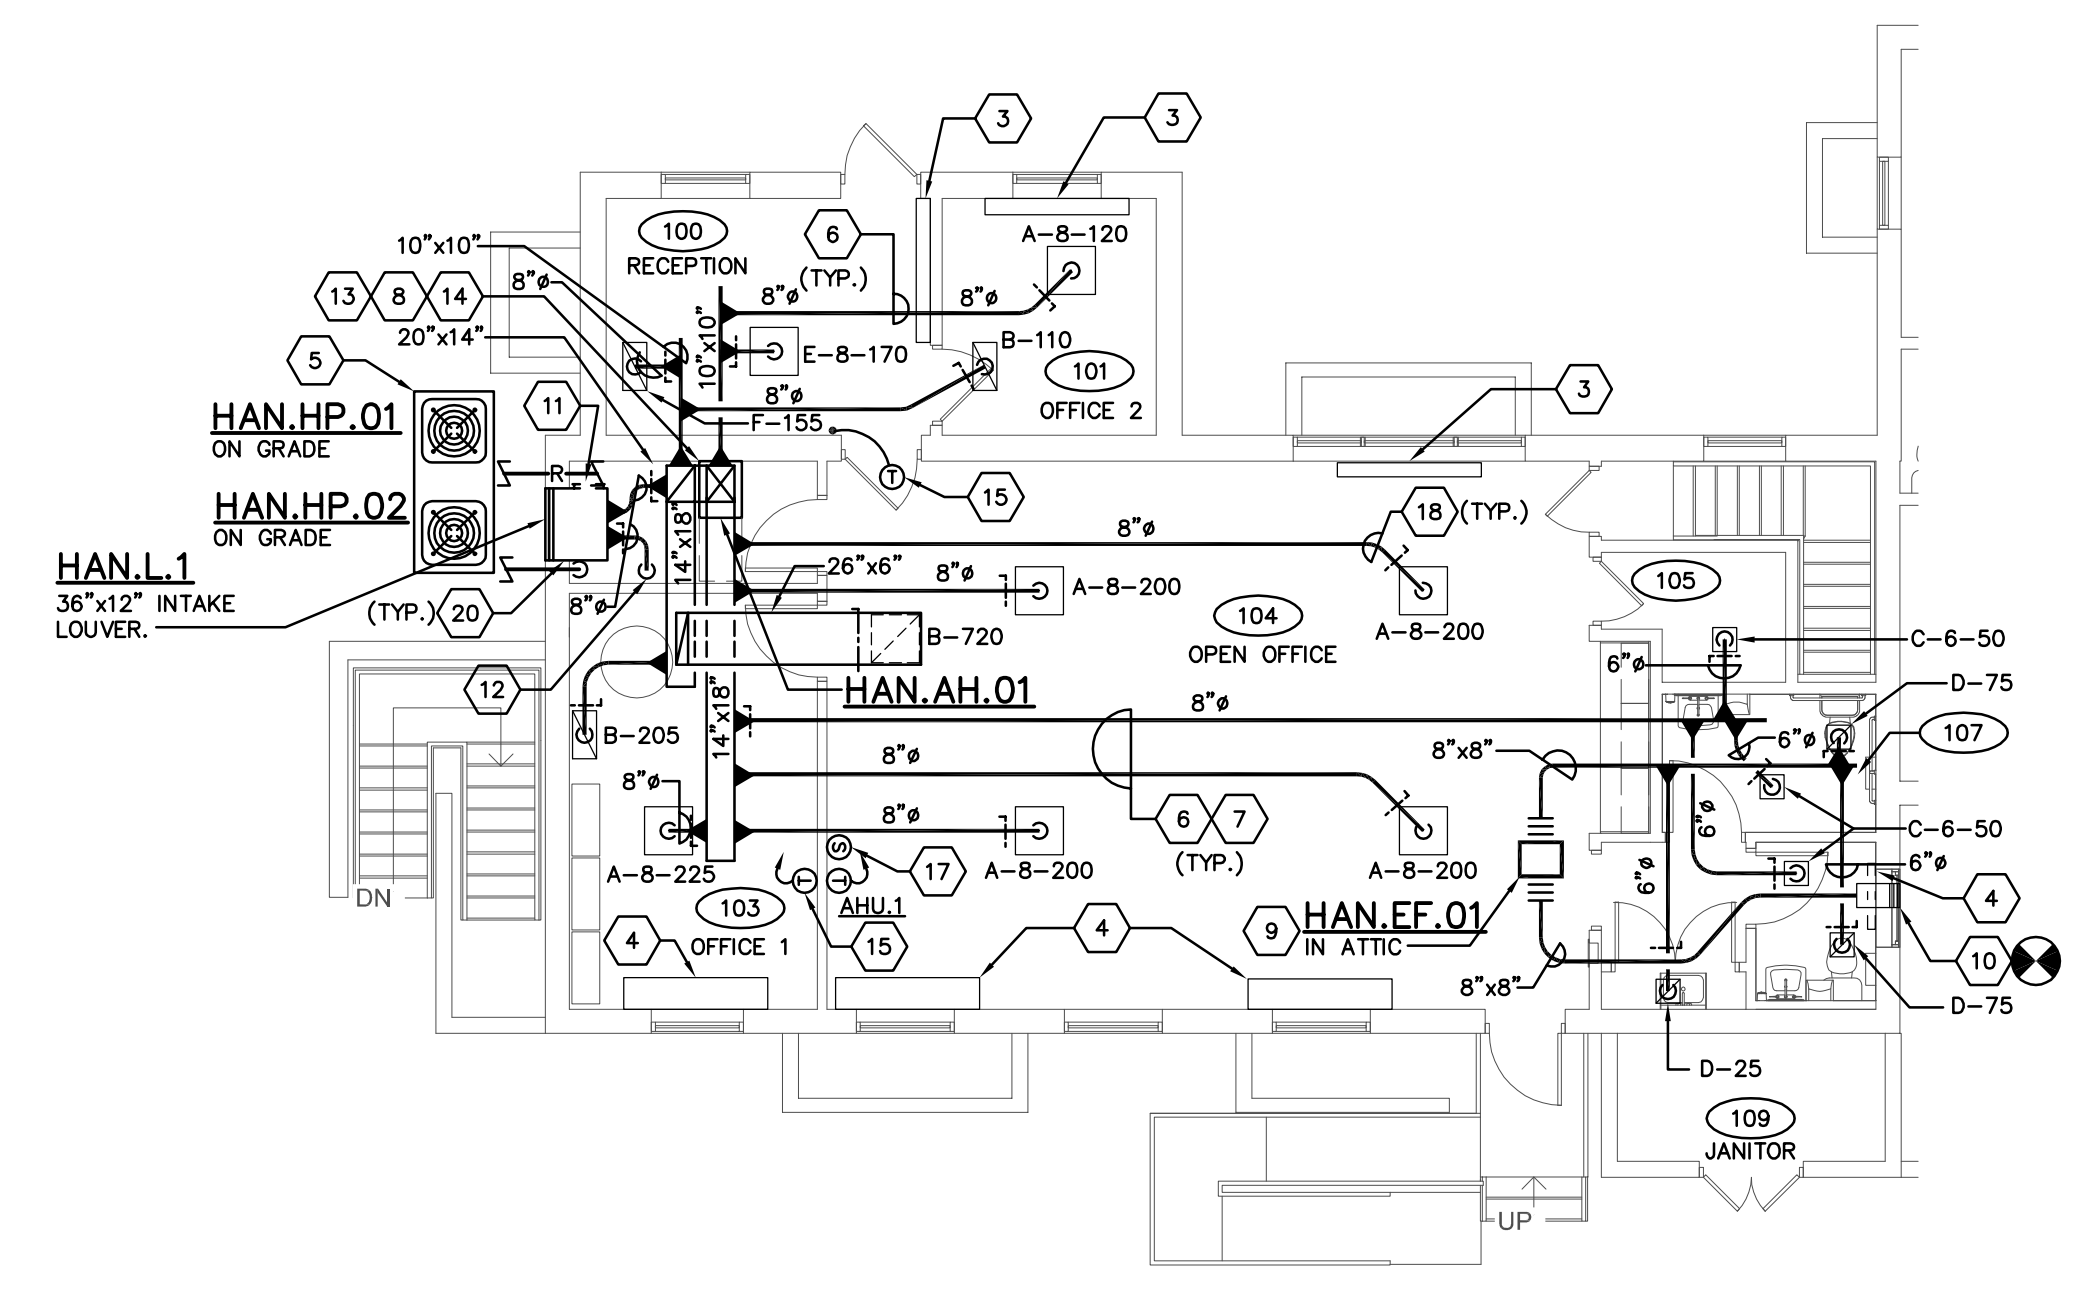 3
3
100
RECEPTION
6
(TYP.)
A-8-120
10"x10"
8"ø
13
8
14
20"x14"
8"ø
8"ø
10"x10"
E-8-170
B-110
101
OFFICE 2
5
11
8"ø
F-155
3
HAN.HP.01
ON GRADE
R
T
15
18
(TYP.)
HAN.HP.02
ON GRADE
14"x18"
8"ø
26"x6"
8"ø
A-8-200
HAN.L.1
36"x12" INTAKE
LOUVER.
(TYP.)
20
8"ø
104
OPEN OFFICE
A-8-200
105
C-6-50
B-720
6"ø
12
HAN.AH.01
14"x18"
8"ø
D-75
B-205
8"x8"
6"ø
107
8"ø
8"ø
8"ø
A-8-225
S
17
A-8-200
6
7
(TYP.)
A-8-200
6"ø
C-6-50
6"ø
6"ø
4
DN
T
T
AHU.1
103
OFFICE 1
4
15
4
9
HAN.EF.01
IN ATTIC
10
8"x8"
D-75
D-25
109
JANITOR
UP